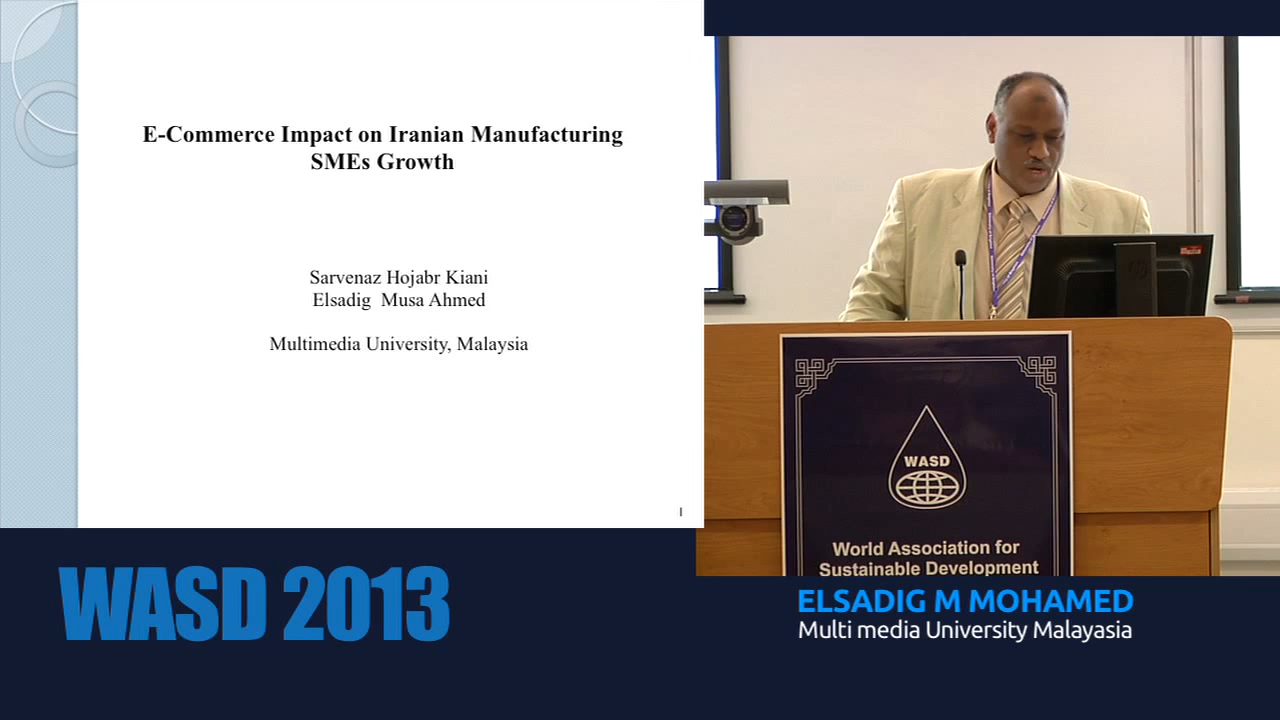 E-Commerce Impact on Iranian Manufacturing
SMEs Growth
Sarvenaz Hojabr Kiani
Elsadig Musa Ahmed
Multimedia University, Malaysia
1
WASD
World Association for
Sustainable Development
WASD 2013
ELSADIG M MOHAMED
Multi media University Malayasia